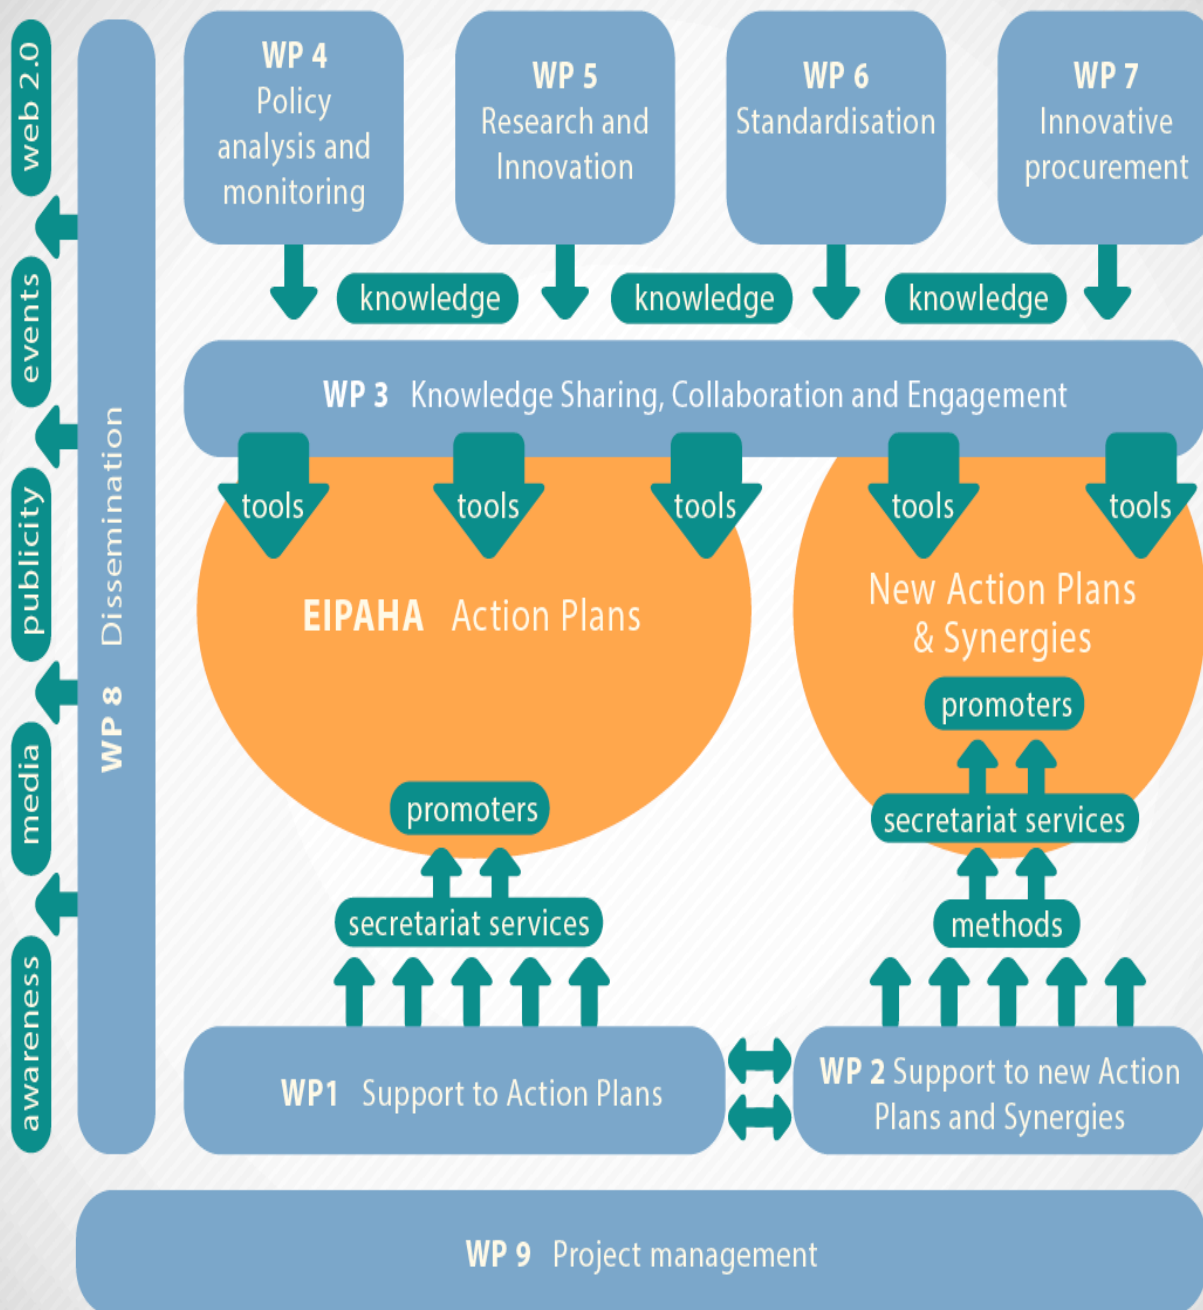 web 2.0
events
publicity
media
awareness
WP 8 Dissemination
WP 4
Policy
analysis and
monitoring
WP 5
Research and
Innovation
WP 6
Standardisation
WP 7
Innovative
procurement
knowledge
knowledge
knowledge
WP 3 Knowledge Sharing, Collaboration and Engagement
tools
tools
tools
tools
tools
EIPAHA Action Plans
promoters
secretariat services
New Action Plans
& Synergies
promoters
secretariat services
methods
WP1 Support to Action Plans
WP 2 Support to new Action
Plans and Synergies
WP 9 Project management